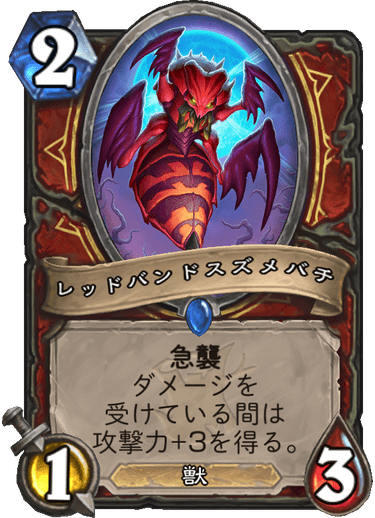 2
レッドバンドスズメバチ
急襲
ダメージを
受けている間は
攻撃力+3を得る。
1
獣
3